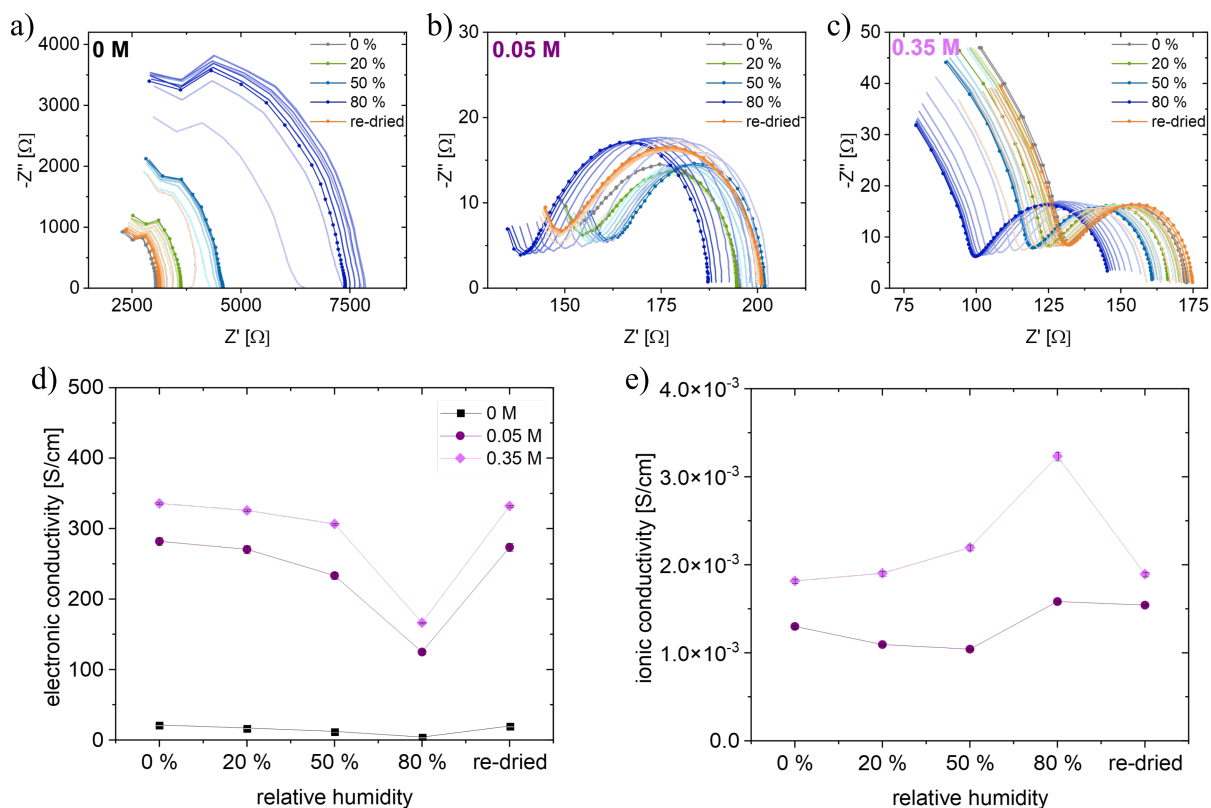 a)
0 M
4000
3000
2000
1000
0
2500
5000
7500
-Z'' [Ω]
Z' [Ω]
0 %
20 %
50 %
80 %
re-dried
b)
0.05 M
30
20
10
0
150
175
200
-Z'' [Ω]
Z' [Ω]
0 %
20 %
50 %
80 %
re-dried
c)
0.35 M
50
40
30
20
10
0
75
100
125
150
175
-Z'' [Ω]
Z' [Ω]
0 %
20 %
50 %
80 %
re-dried
d)
500
400
300
200
100
0
electronic conductivity [S/cm]
0 M
0.05 M
0.35 M
0 %
20 %
50 %
80 %
re-dried
relative humidity
e)
4.0×10⁻³
3.0×10⁻³
2.0×10⁻³
1.0×10⁻³
0.0
ionic conductivity [S/cm]
0 %
20 %
50 %
80 %
re-dried
relative humidity